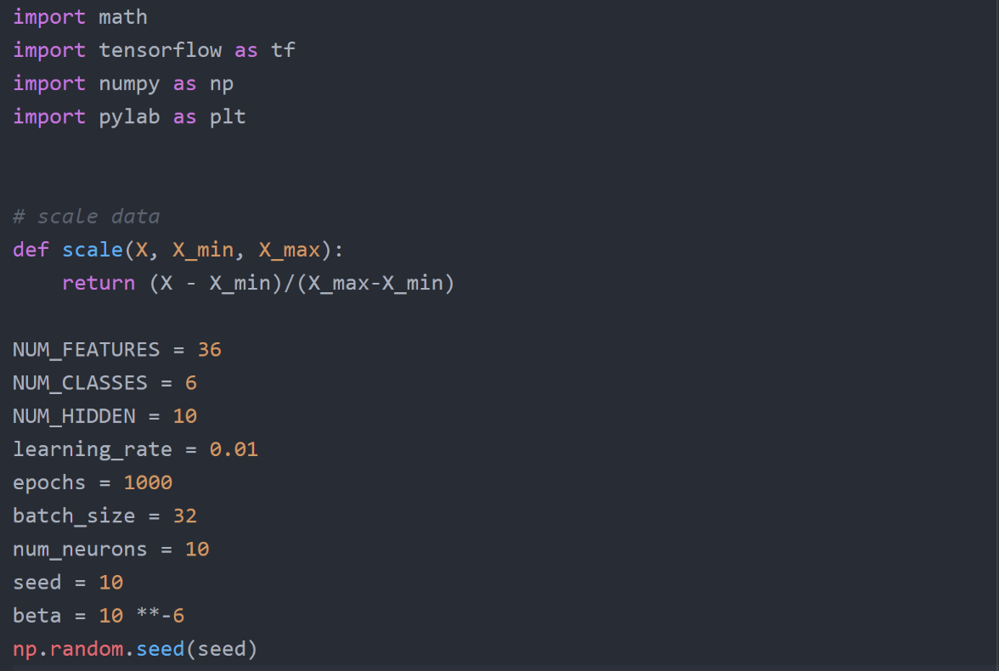 import math
import tensorflow as tf
import numpy as np
import pylab as plt
# scale data
def scale(X, X_min, X_max):
    return (X - X_min)/(X_max-X_min)
NUM_FEATURES = 36
NUM_CLASSES = 6
NUM_HIDDEN = 10
learning_rate = 0.01
epochs = 1000
batch_size = 32
num_neurons = 10
seed = 10
beta = 10 **-6
np.random.seed(seed)